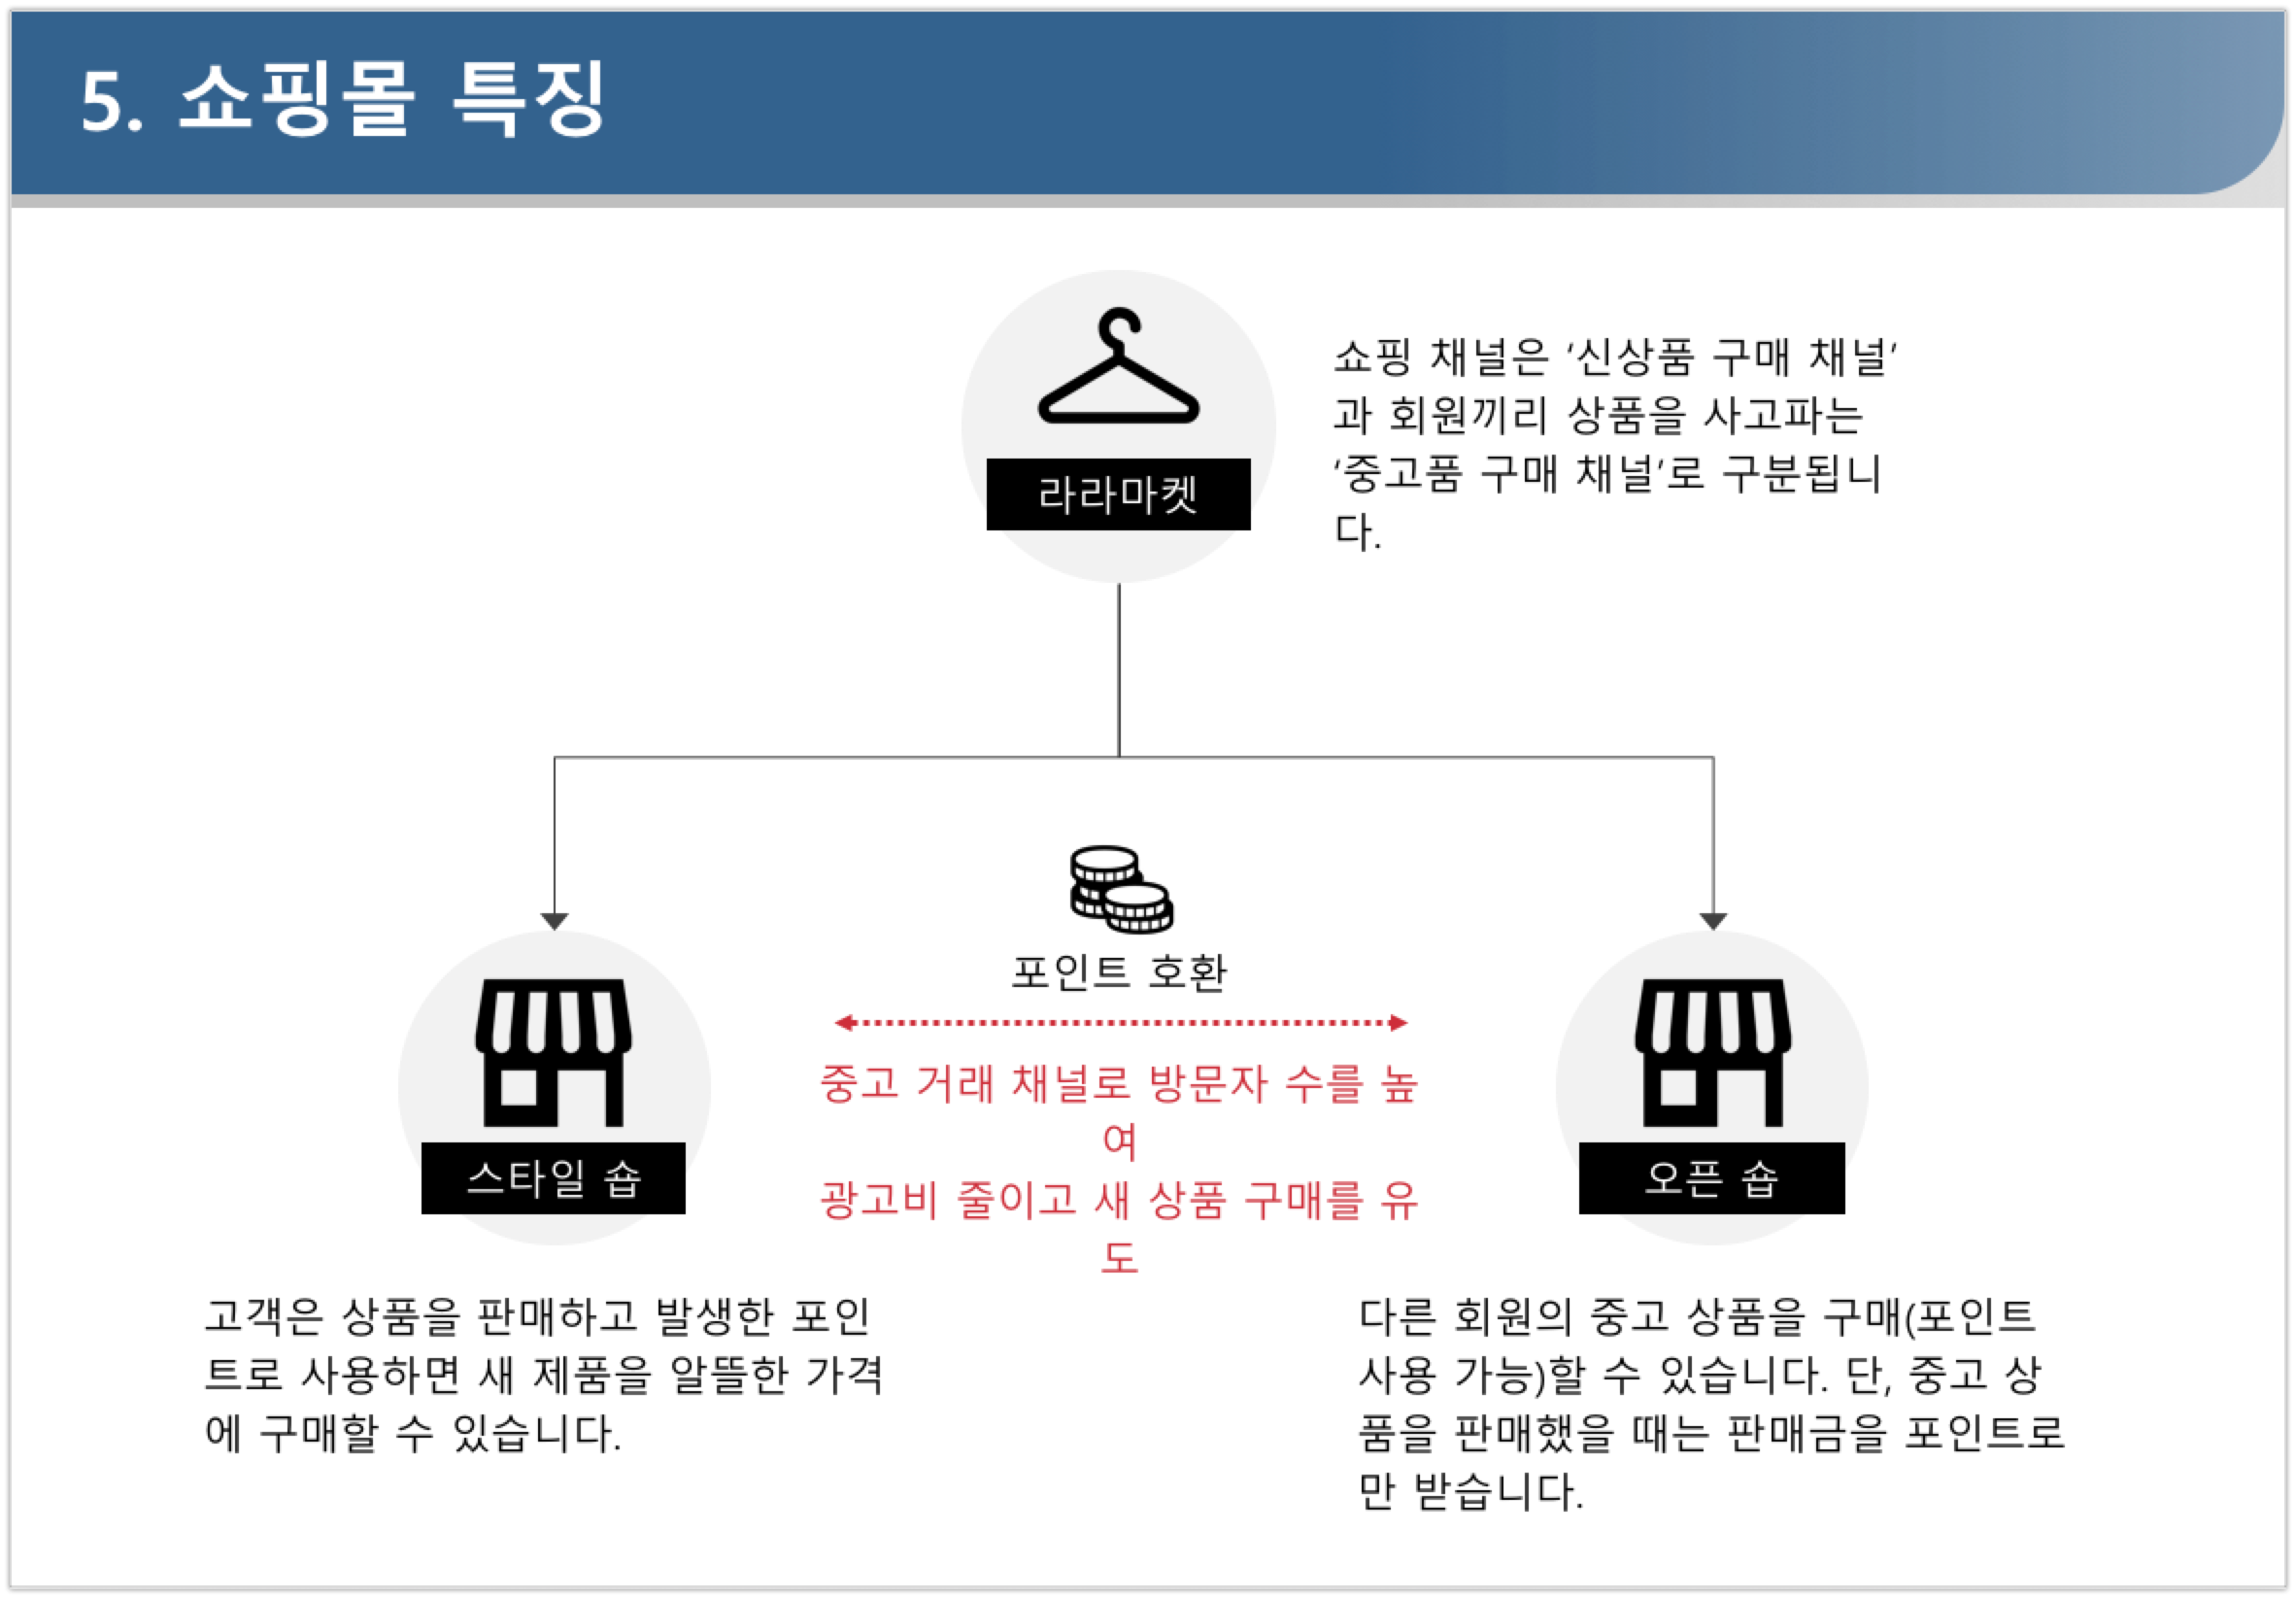 5. 쇼핑몰 특징
쇼핑 채널은 ‘신상품 구매 채널’
과 회원끼리 상품을 사고파는
‘중고품 구매 채널’로 구분됩니
다.
라라마켓
포인트 호환
중고 거래 채널로 방문자 수를 높
여
광고비 줄이고 새 상품 구매를 유
도
스타일 숍
오픈 숍
고객은 상품을 판매하고 발생한 포인
트로 사용하면 새 제품을 알뜰한 가격
에 구매할 수 있습니다.
다른 회원의 중고 상품을 구매(포인트
사용 가능)할 수 있습니다. 단, 중고 상
품을 판매했을 때는 판매금을 포인트로
만 받습니다.